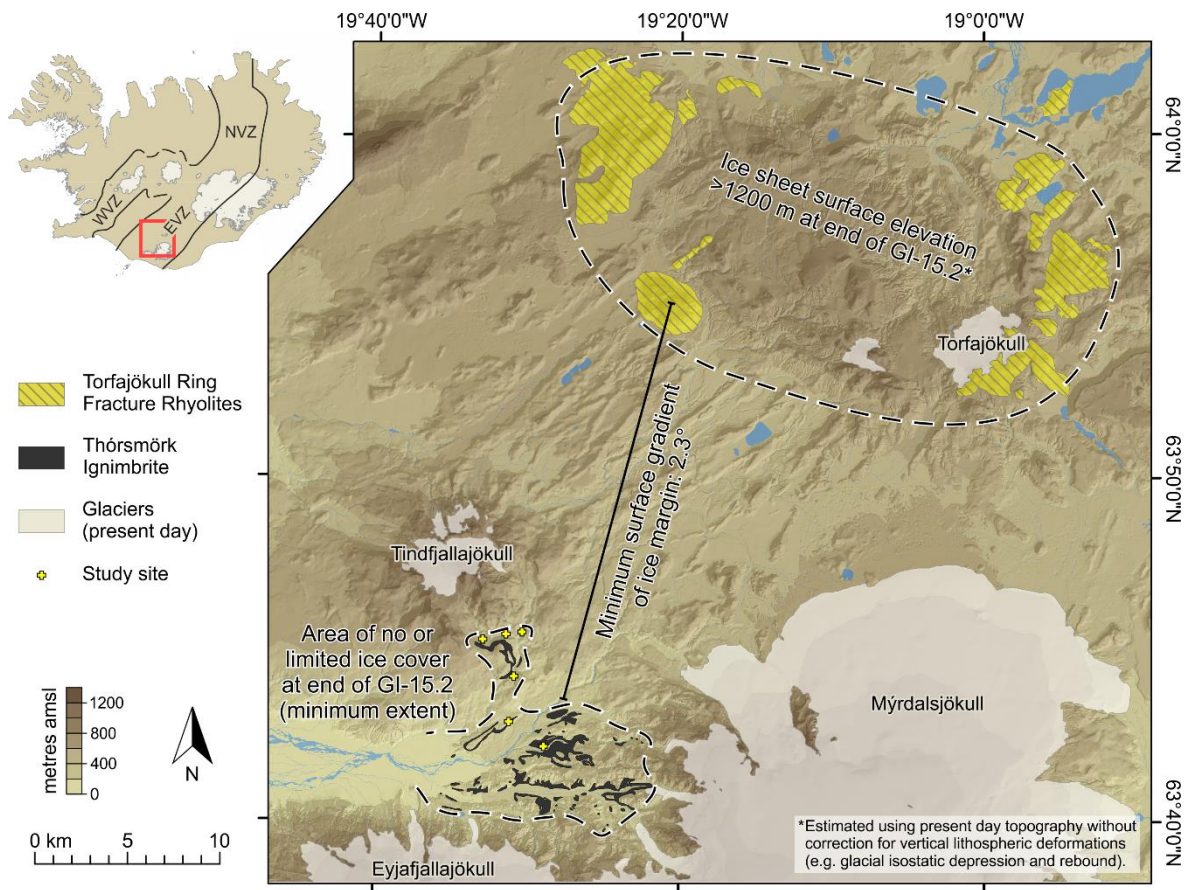 19°40'0"W
19°20'0"W
19°0'0"W
NVZ
WVZ
EVZ
64°0'0"N
Ice sheet surface elevation
>1200 m at end of GI-15.2*
Torfajökull
Torfajökull Ring
Fracture Rhyolites
Thórsmörk
Ignimbrite
Glaciers
(present day)
Study site
Minimum surface gradient
of ice margin: 2.3°
63°50'0"N
Tindfjallajökull
Area of no or
limited ice cover
at end of GI-15.2
(minimum extent)
Mýrdalsjökull
metres amsl
1200
800
400
0
N
0 km
5
10
63°40'0"N
*Estimated using present day topography without
correction for vertical lithospheric deformations
(e.g. glacial isostatic depression and rebound).
Eyjafjallajökull